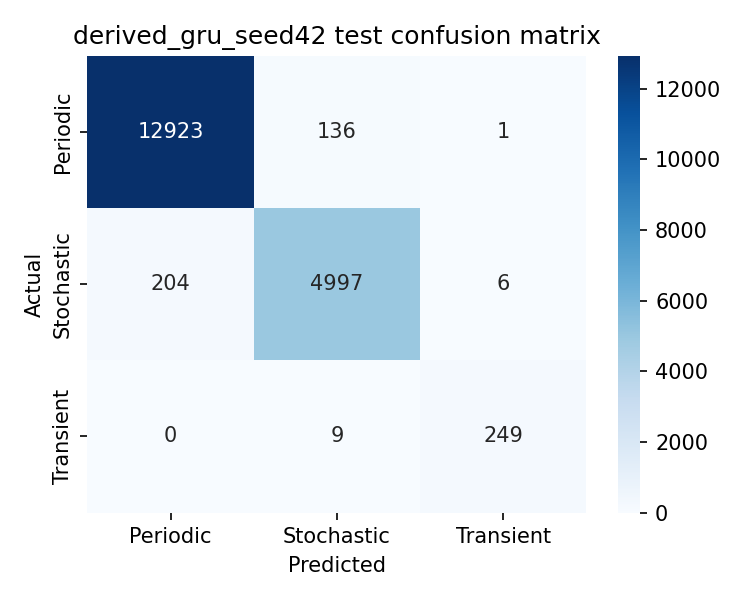 derived_gru_seed42 test confusion matrix
Actual
Periodic
12923 136 1
Stochastic
204 4997 6
Transient
0 9 249
Periodic Stochastic Transient
Predicted
12000
10000
8000
6000
4000
2000
0